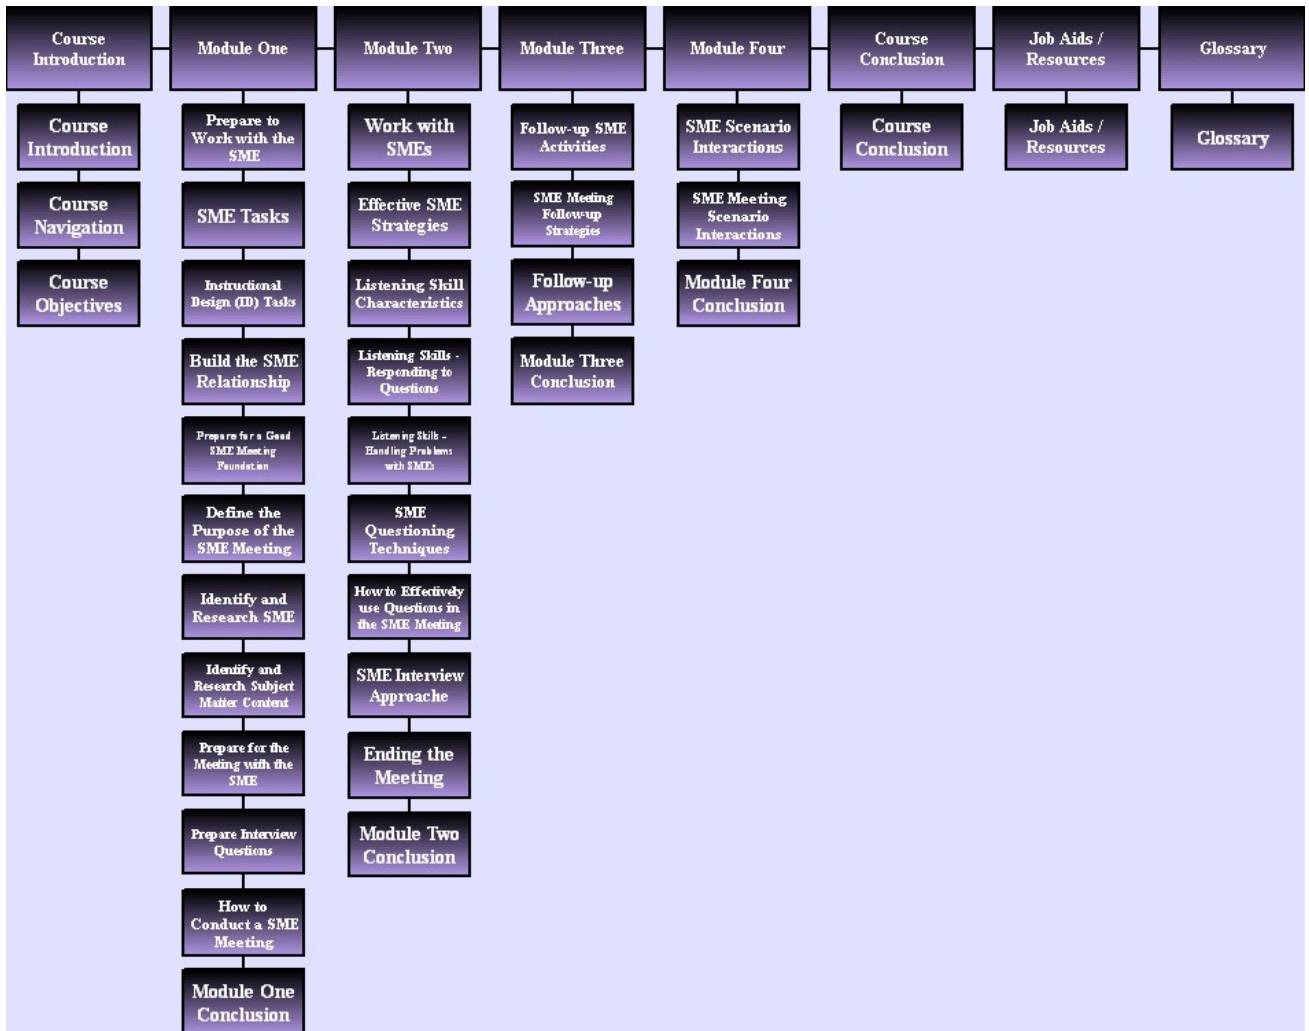 Course
Introduction
Module One
Module Two
Module Three
Module Four
Course
Conclusion
Job Aids /
Resources
Glossary
Course
Introduction
Course
Navigation
Course
Objectives
Prepare to
Work with the
SME
SME Tasks
Instructional
Design (ID) Tasks
Build the SME
Relationship
Prepare for a Good
SME Meeting
Foundation
Define the
Purpose of the
SME Meeting
Identify and
Research SME
Identify and
Research Subject
Matter Content
Prepare for the
Meeting with the
SME
Prepare Interview
Questions
How to
Conduct a SME
Meeting
Module One
Conclusion
Work with
SMEs
Effective SME
Strategies
Listening Skill
Characteristics
Listening Skills -
Responding to
Questions
Listening Skills -
Handling Problems
with SMEs
SME
Questioning
Techniques
How to Effectively
use Questions in
the SME Meeting
SME Interview
Approache
Ending the
Meeting
Module Two
Conclusion
Follow-up SME
Activities
SME Meeting
Follow-up
Strategies
Follow-up
Approaches
Module Three
Conclusion
SME Scenario
Interactions
SME Meeting
Scenario
Interactions
Module Four
Conclusion
Course
Conclusion
Job Aids /
Resources
Glossary